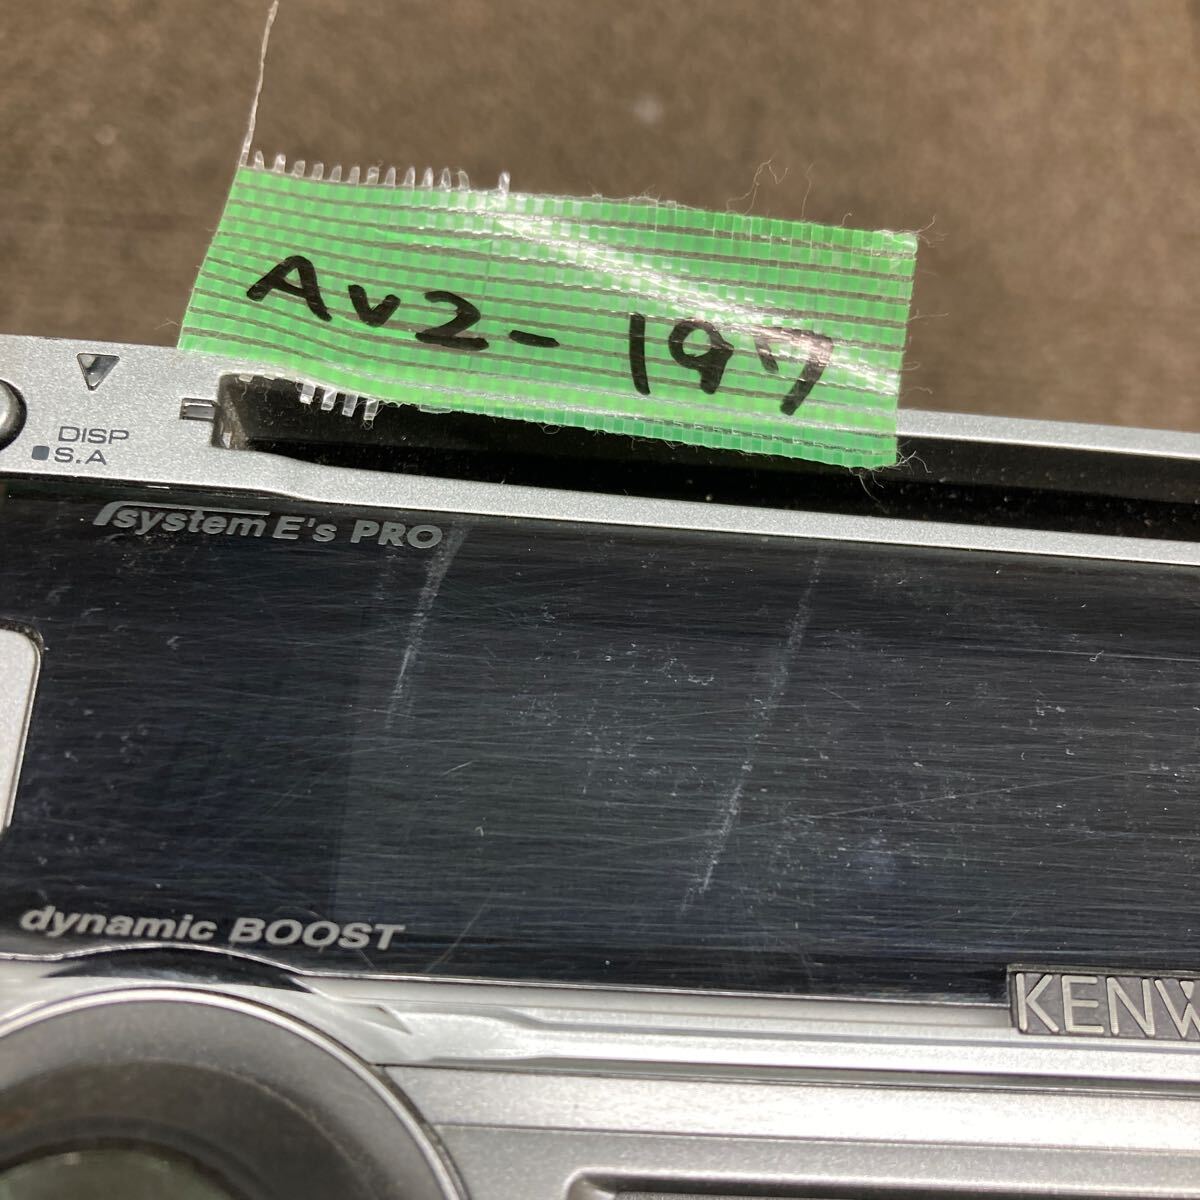 Av2-197
DISP
S.A
system E's PRO
dynamic BOOST
KENW